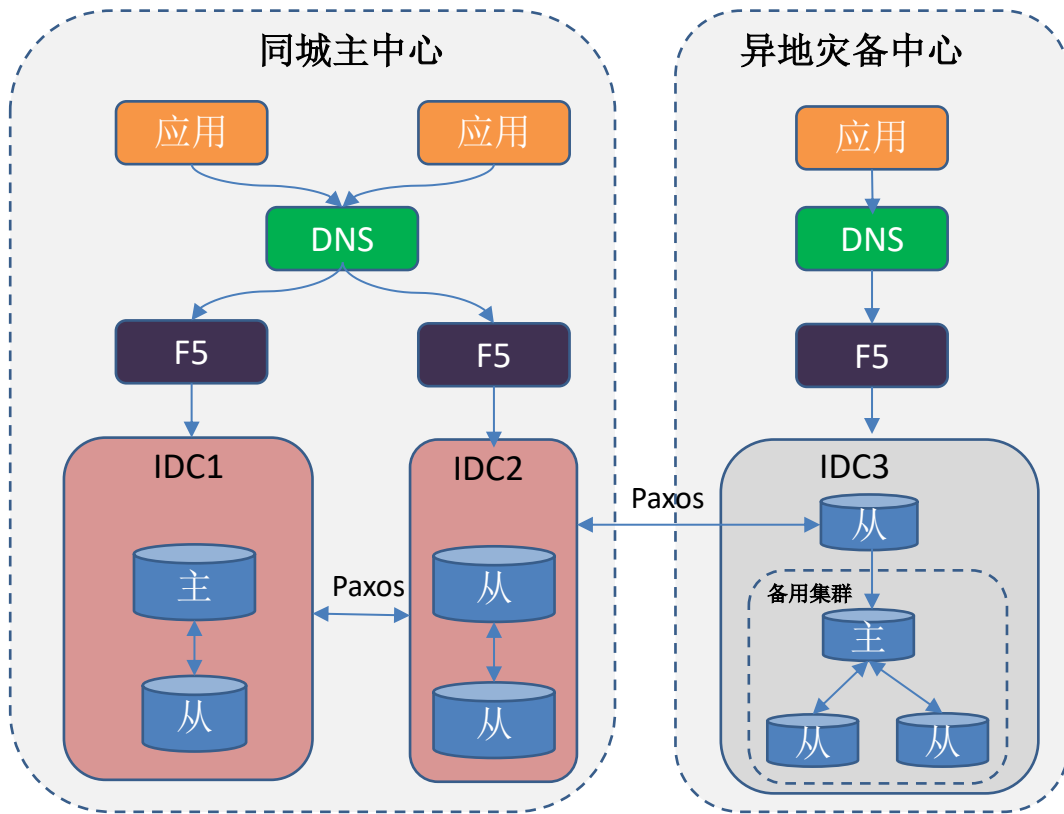 同城主中心
异地灾备中心
应用
应用
应用
DNS
DNS
F5
F5
F5
IDC1
IDC2
IDC3
Paxos
从
主
Paxos
从
备用集群
主
从
从
从
从